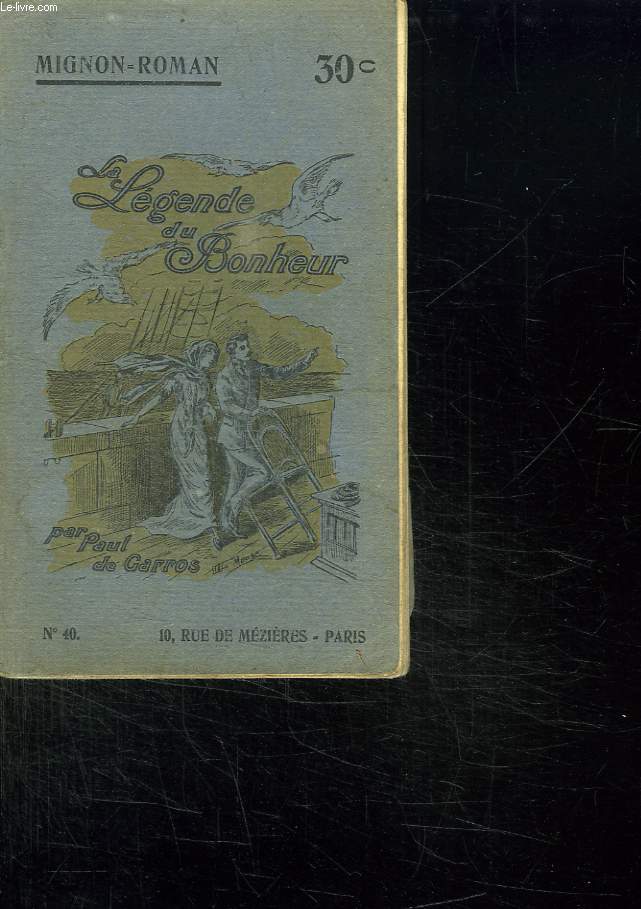 Le-livre.com
MIGNON=ROMAN
30c
La
Légende
du
Bonheur
par Paul
de Garros
N° 40.
10, RUE DE MÉZIÈRES - PARIS